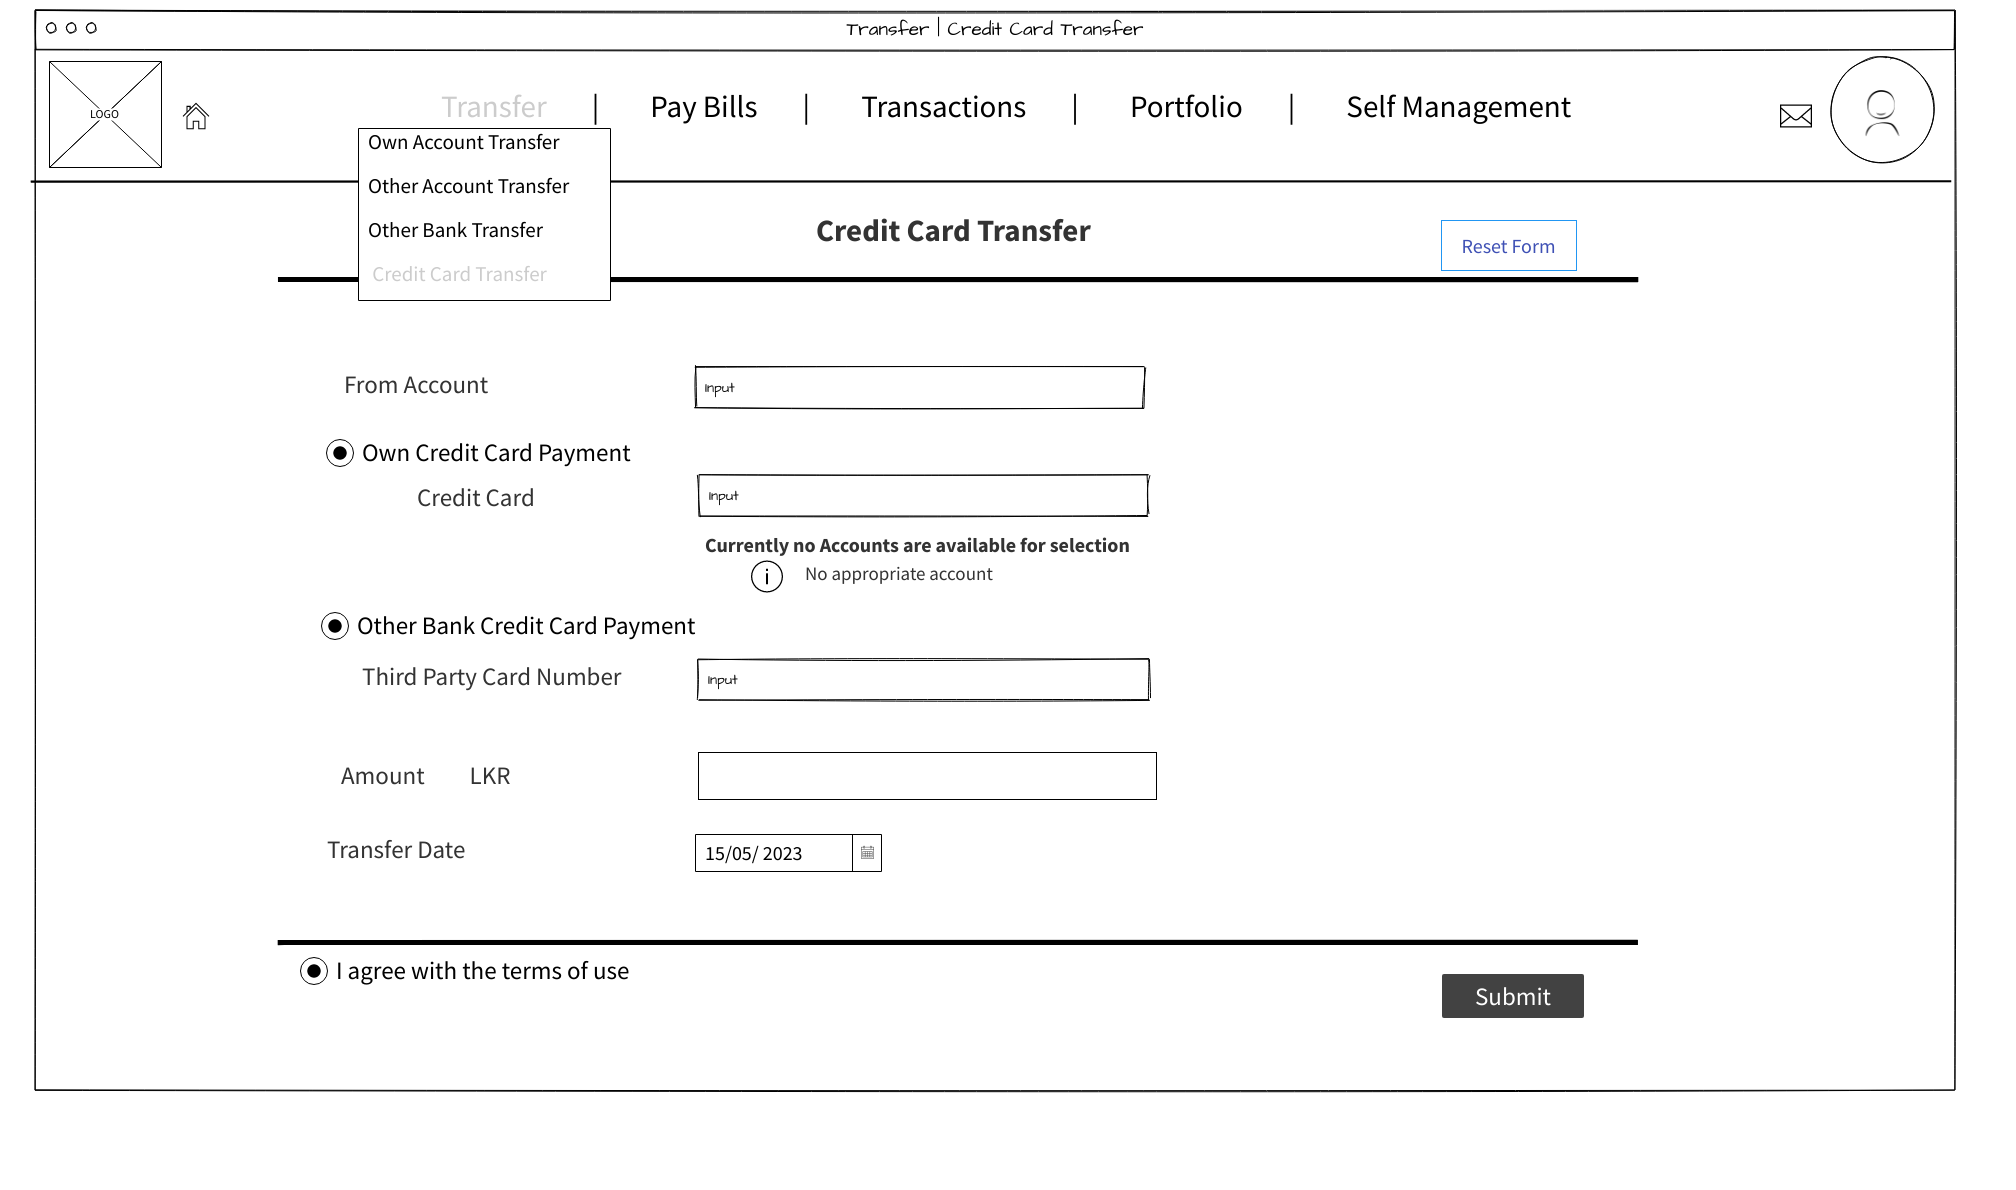 Transfer | Credit Card Transfer
LOGO
Transfer | Pay Bills | Transactions | Portfolio | Self Management
Own Account Transfer
Other Account Transfer
Other Bank Transfer
Credit Card Transfer
Credit Card Transfer
Reset Form
From Account
Input
Own Credit Card Payment
Credit Card
Input
Currently no Accounts are available for selection
i No appropriate account
Other Bank Credit Card Payment
Third Party Card Number
Input
Amount LKR
Transfer Date
15/05/ 2023
I agree with the terms of use
Submit